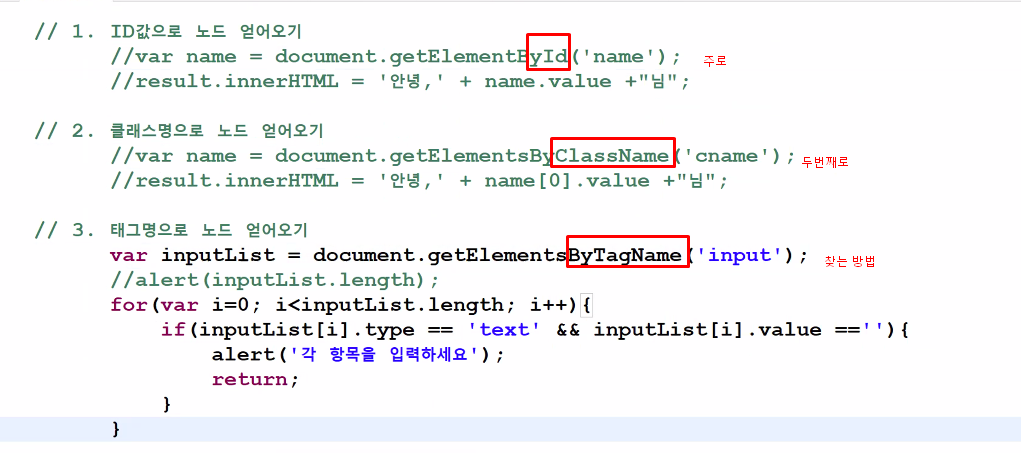 // 1. ID값으로 노드 얻어오기
//var name = document.getElementById('name'); 주로
//result.innerHTML = '안녕,' + name.value +"님";
// 2. 클래스명으로 노드 얻어오기
//var name = document.getElementsByClassName('cname'); 두번째로
//result.innerHTML = '안녕,' + name[0].value +"님";
// 3. 태그명으로 노드 얻어오기
var inputList = document.getElementsByTagName('input'); 찾는 방법
//alert(inputList.length);
for(var i=0; i<inputList.length; i++){
if(inputList[i].type == 'text' && inputList[i].value ==''){
alert('각 항목을 입력하세요');
return;
}
}